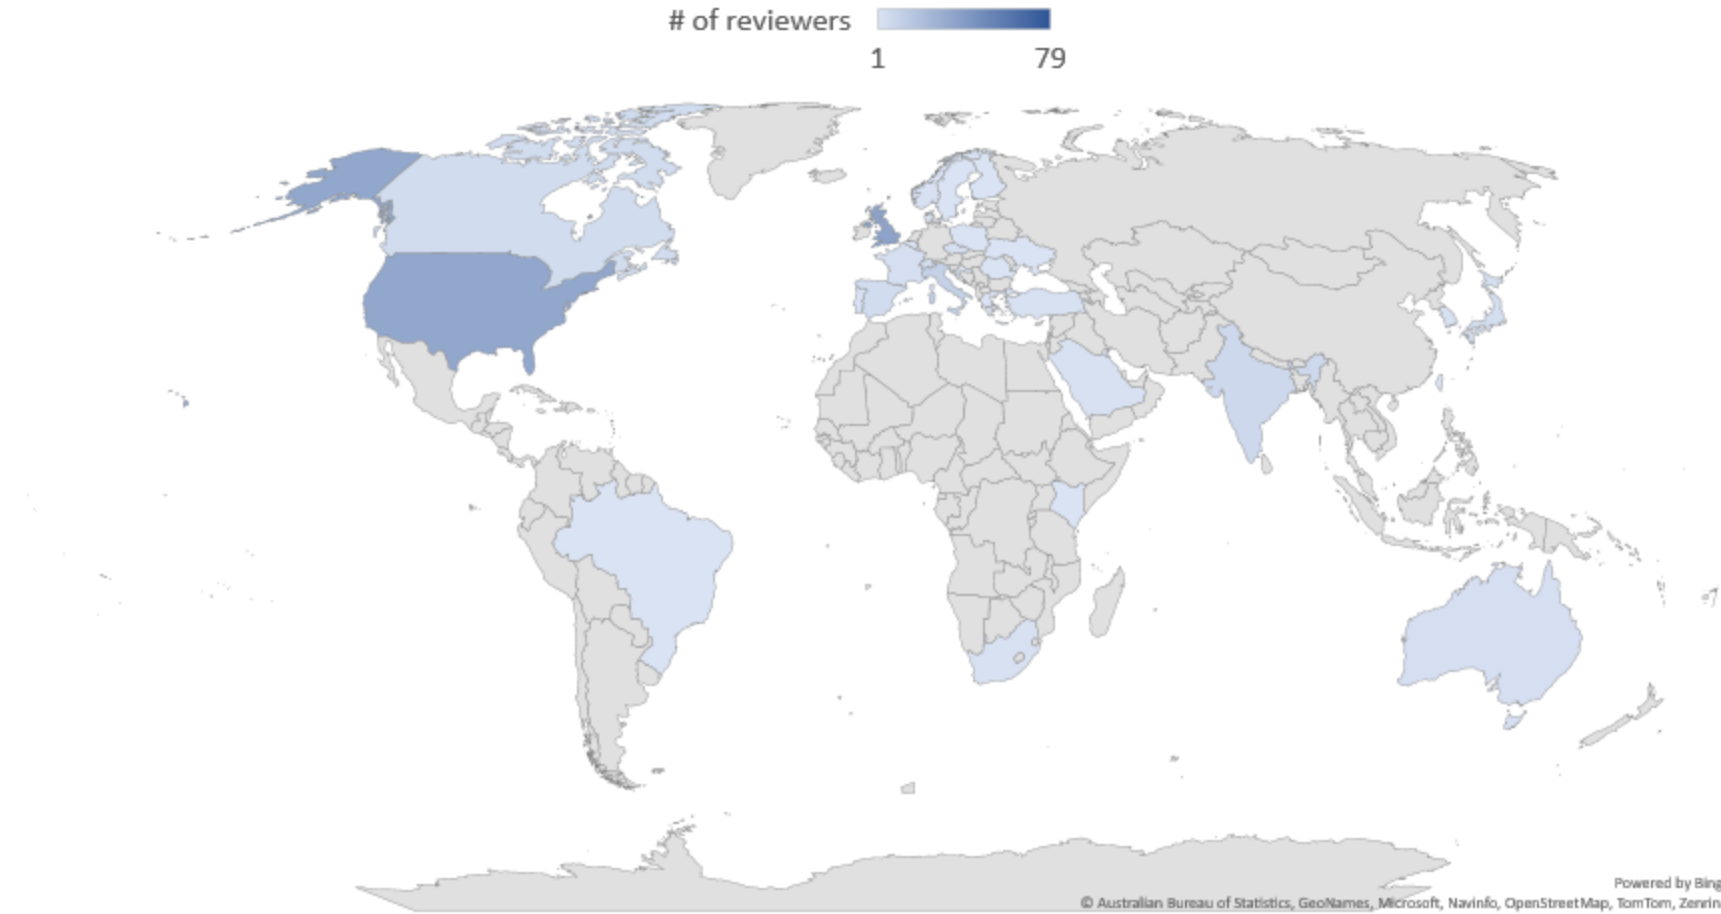 # of reviewers
1 79
Powered by Bing
© Australian Bureau of Statistics, GeoNames, Microsoft, Navinfo, OpenStreetMap, TomTom, Zenrin